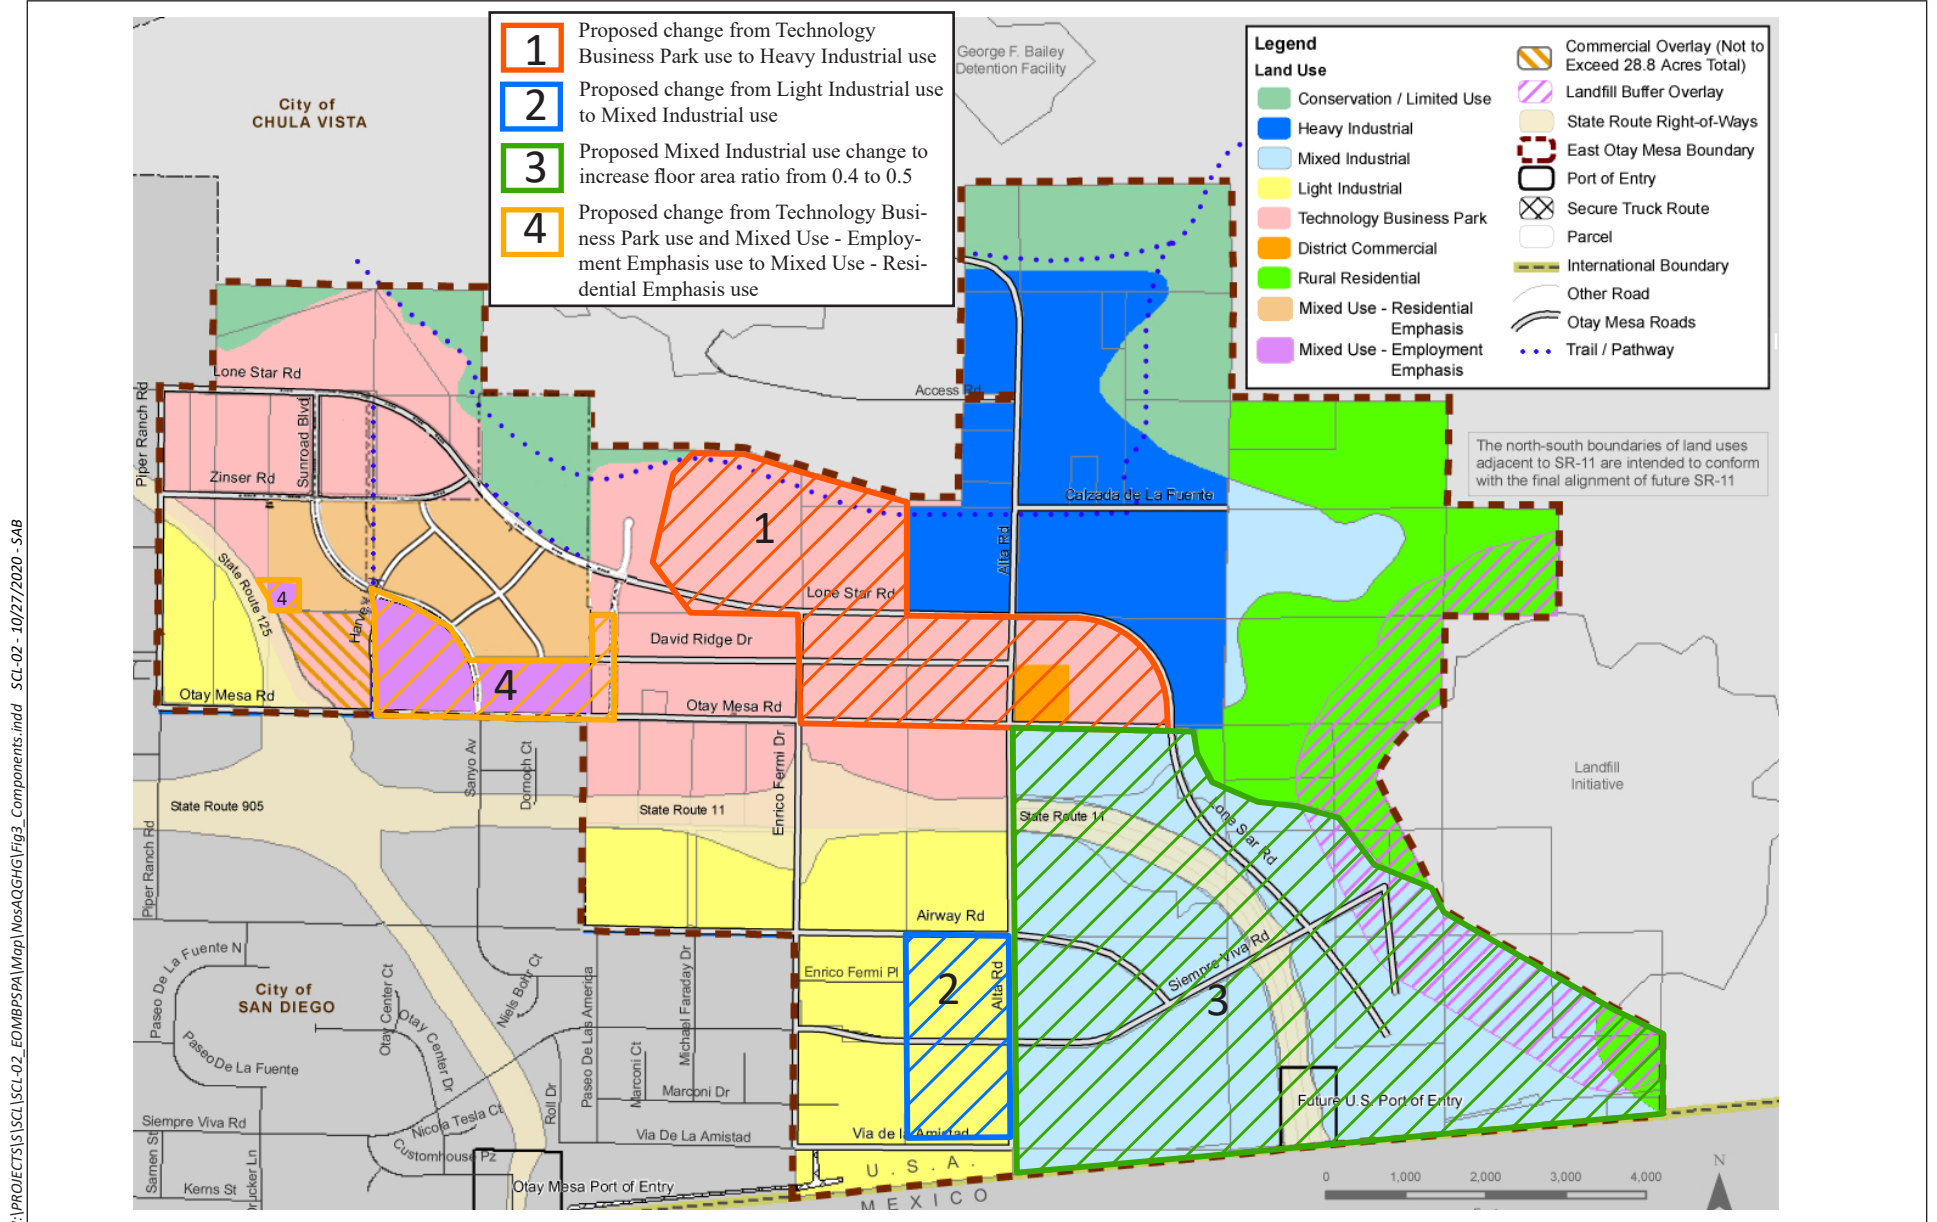 1
Proposed change from Technology
Business Park use to Heavy Industrial use
2
Proposed change from Light Industrial use
to Mixed Industrial use
3
Proposed Mixed Industrial use change to
increase floor area ratio from 0.4 to 0.5
4
Proposed change from Technology Busi-
ness Park use and Mixed Use - Employ-
ment Emphasis use to Mixed Use - Resi-
dential Emphasis use
George F. Bailey
Detention Facility
Legend
Land Use
Conservation / Limited Use
Heavy Industrial
Mixed Industrial
Light Industrial
Technology Business Park
District Commercial
Rural Residential
Mixed Use - Residential
Emphasis
Mixed Use - Employment
Emphasis
Commercial Overlay (Not to
Exceed 28.8 Acres Total)
Landfill Buffer Overlay
State Route Right-of-Ways
East Otay Mesa Boundary
Port of Entry
Secure Truck Route
Parcel
International Boundary
Other Road
Otay Mesa Roads
Trail / Pathway
City of
CHULA VISTA
Lone Star Rd
Access Rd
Piper Ranch Rd
Sunroad Blvd
Zinser Rd
The north-south boundaries of land uses
adjacent to SR-11 are intended to conform
with the final alignment of future SR-11
Calzada de La Fuente
1
Alta Rd
State Route 125
4
Harve
Lone Star Rd
David Ridge Dr
4
Otay Mesa Rd
Otay Mesa Rd
Landfill
Initiative
Sanyo Av
Dornoch Ct
Enrico Fermi Dr
State Route 905
State Route 11
State Route 11
Lone Star Rd
Piper Ranch Rd
Airway Rd
Paseo De La Fuente N
Enrico Fermi Pl
2
Alta Rd
Siempre Viva Rd
3
City of
SAN DIEGO
Otay Center Ct
Niels Bohr Ct
Paseo De Las America
Michael Faraday Dr
Otay Center Dr
Paseo De La Fuente
Marconi Ct
Marconi Dr
Roll Dr
Future U.S. Port of Entry
Siempre Viva Rd
Nicola Tesla Ct
Via De La Amistad
Via de la Amistad
Customhouse Pz
Samen St
Kerns St
Drucker Ln
Otay Mesa Port of Entry
U.S.A.
MEXICO
0 1,000 2,000 4,000
N
:\PROJECTS\S\SCL\SCL-02_EOMBPSPA\Map\NosAQGHG\Fig3_Components.indd SCL-02 - 10/27/2020 - SAB